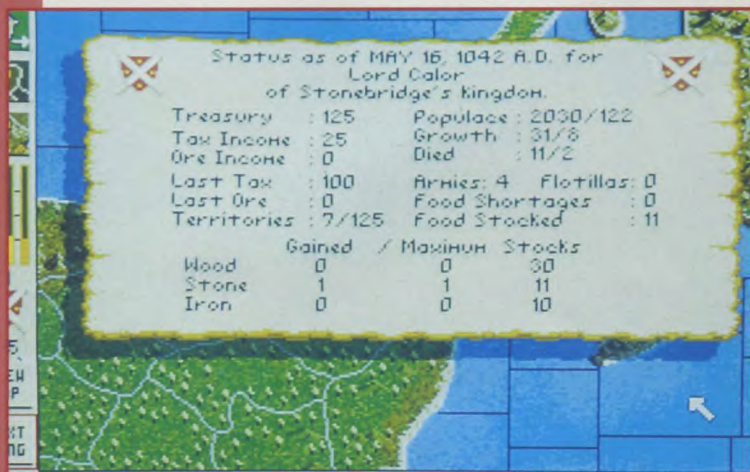 Status as of MAY 16, 1042 A.D. for
Lord Calor
of Stonebridge's kingdom.
Treasury : 125 Populace : 2030/122
Tax Income : 25 Growth : 31/8
Ore Income : 0 Died : 11/2
Last Tax : 100 Armies: 4 Flotillas: 0
Last Ore : 0 Food Shortages : 0
Territories : 7/125 Food Stocked : 11
Gained / Maximum Stocks
Wood 0 0 30
Stone 1 1 11
Iron 0 0 10